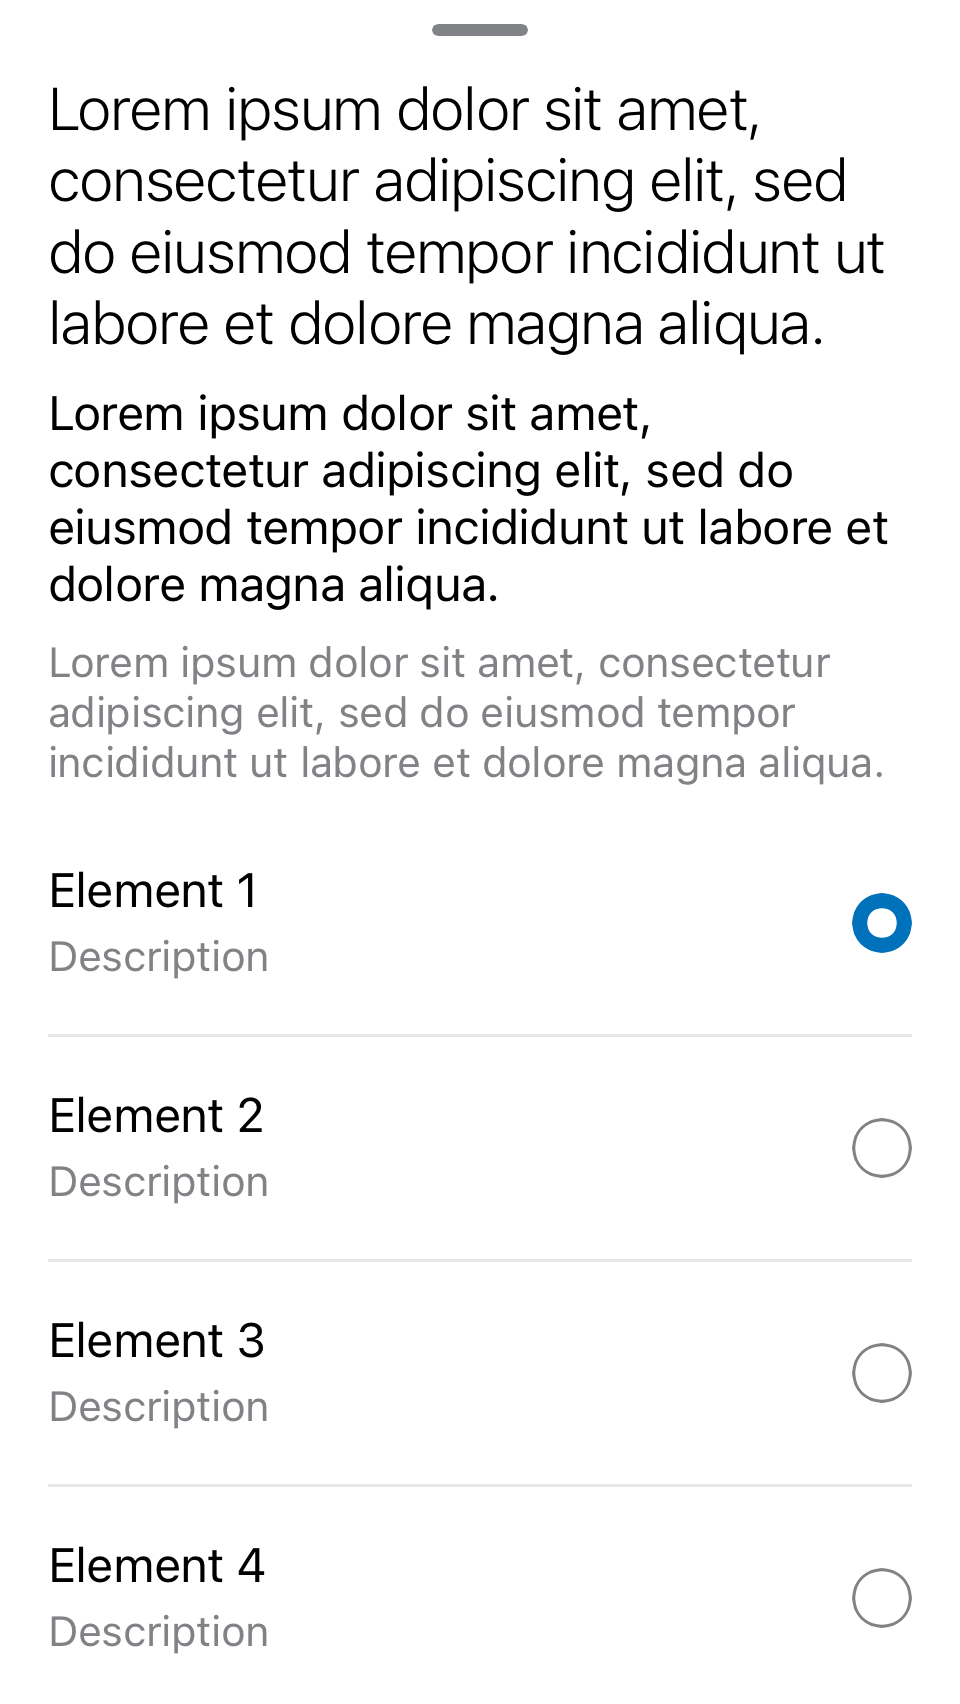 Lorem ipsum dolor sit amet,
consectetur adipiscing elit, sed
do eiusmod tempor incididunt ut
labore et dolore magna aliqua.
Lorem ipsum dolor sit amet,
consectetur adipiscing elit, sed do
eiusmod tempor incididunt ut labore et
dolore magna aliqua.
Lorem ipsum dolor sit amet, consectetur
adipiscing elit, sed do eiusmod tempor
incididunt ut labore et dolore magna aliqua.
Element 1
Description
Element 2
Description
Element 3
Description
Element 4
Description